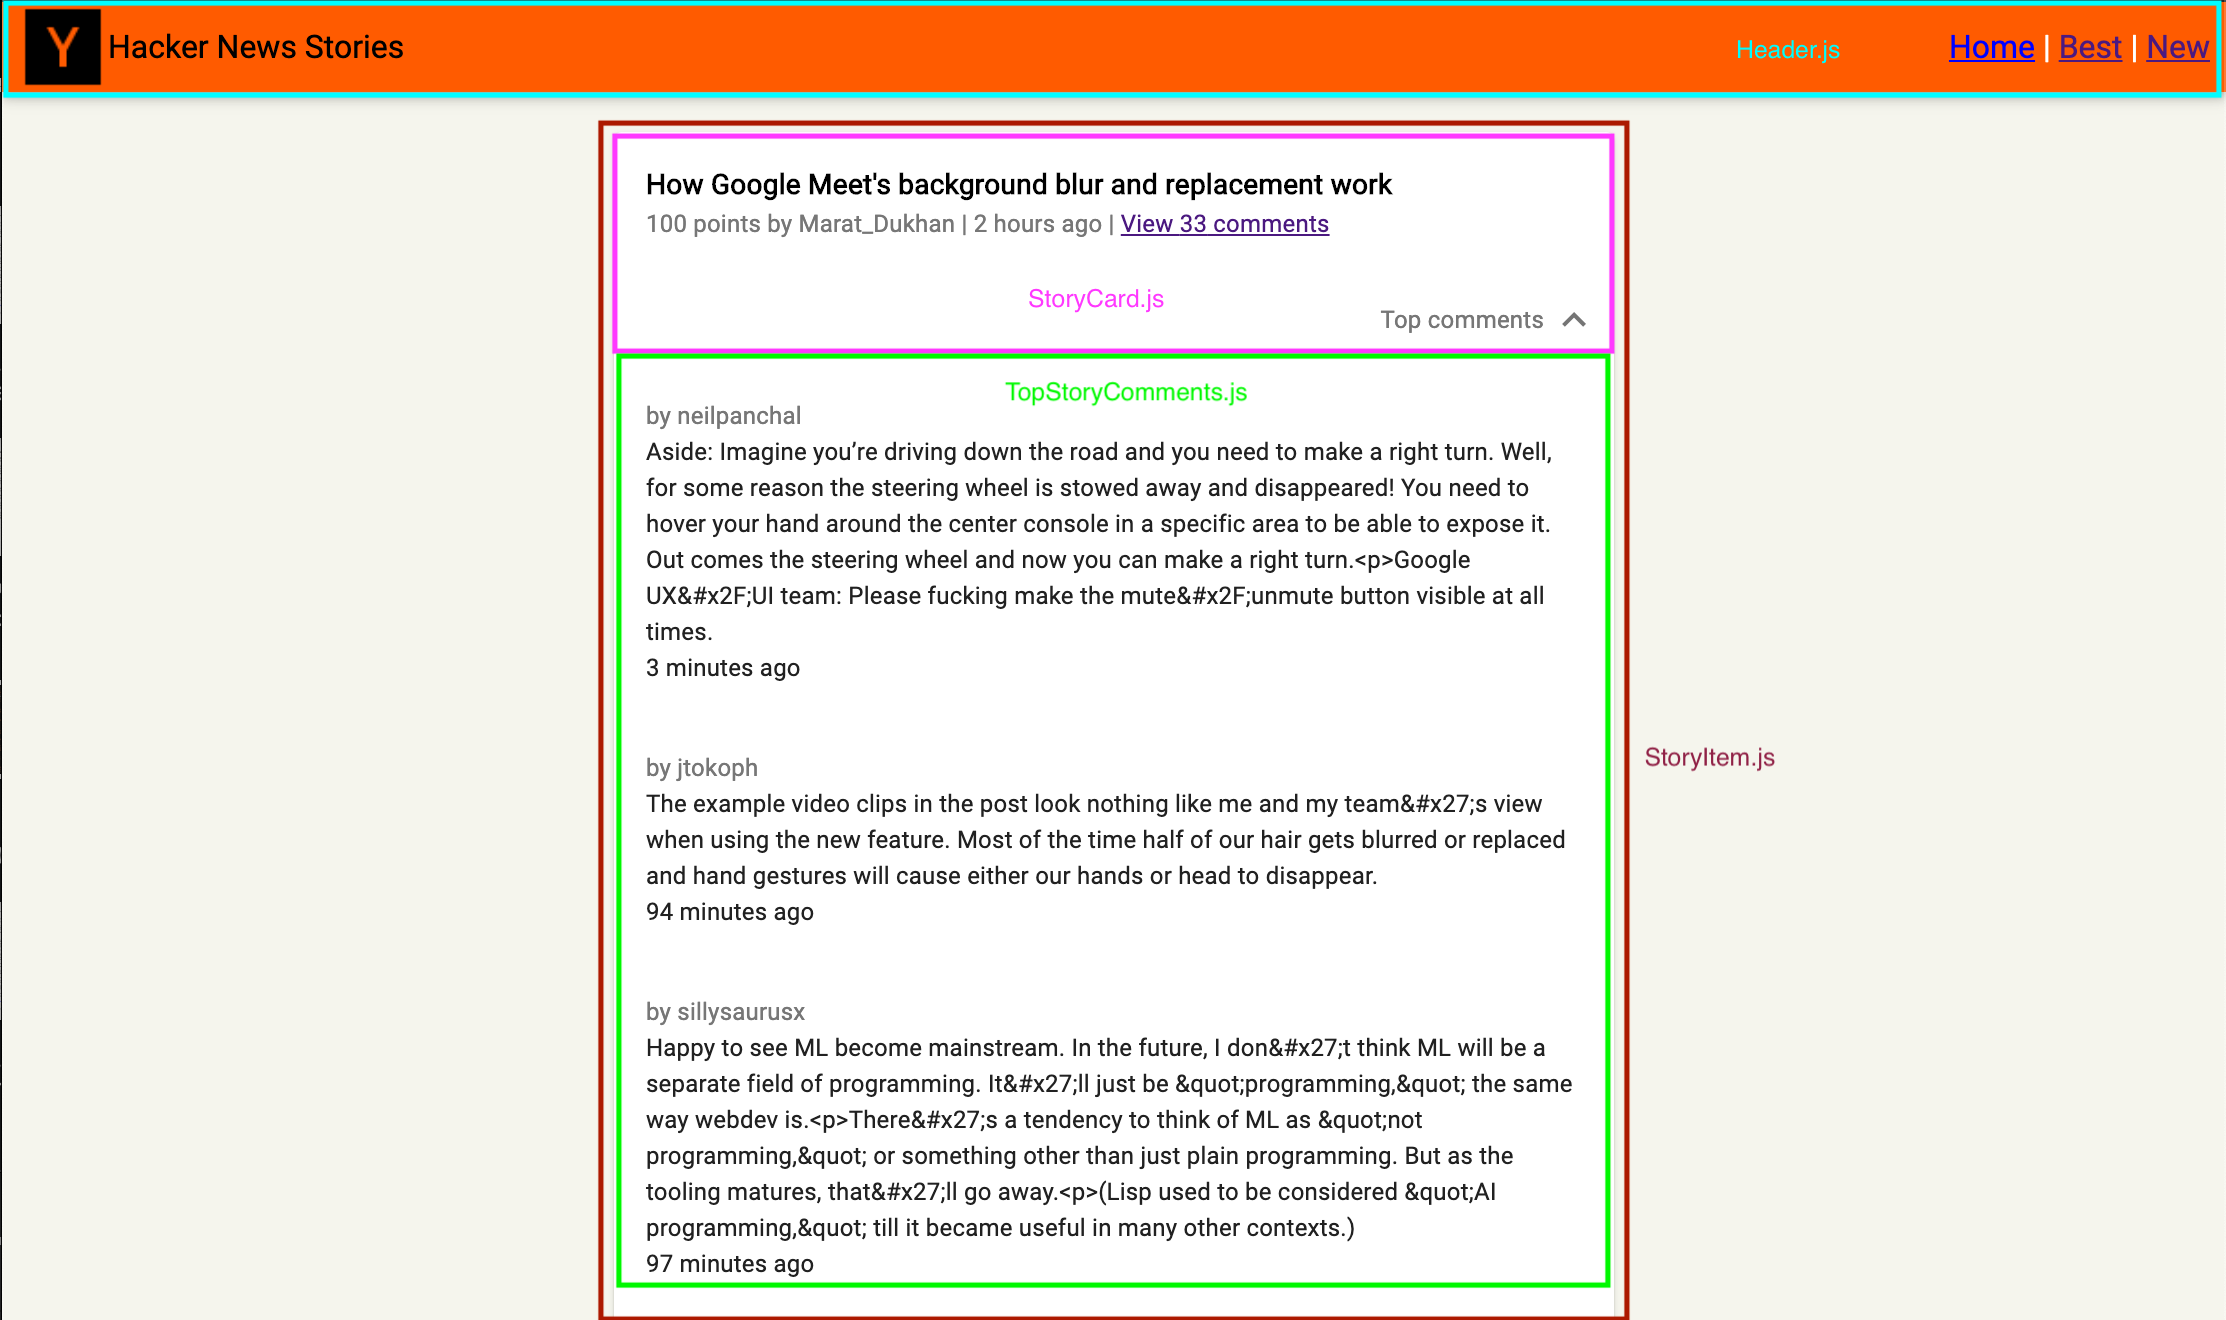 Y Hacker News Stories Header.js Home | Best | New
How Google Meet's background blur and replacement work
100 points by Marat_Dukhan | 2 hours ago | View 33 comments
StoryCard.js
Top comments
TopStoryComments.js
by neilpanchal
Aside: Imagine you’re driving down the road and you need to make a right turn. Well,
for some reason the steering wheel is stowed away and disappeared! You need to
hover your hand around the center console in a specific area to be able to expose it.
Out comes the steering wheel and now you can make a right turn.<p>Google
UX&#x2F;UI team: Please fucking make the mute&#x2F;unmute button visible at all
times.
3 minutes ago
StoryItem.js
by jtokoph
The example video clips in the post look nothing like me and my team&#x27;s view
when using the new feature. Most of the time half of our hair gets blurred or replaced
and hand gestures will cause either our hands or head to disappear.
94 minutes ago
by sillysaurusx
Happy to see ML become mainstream. In the future, I don&#x27;t think ML will be a
separate field of programming. It&#x27;ll just be &quot;programming,&quot; the same
way webdev is.<p>There&#x27;s a tendency to think of ML as &quot;not
programming,&quot; or something other than just plain programming. But as the
tooling matures, that&#x27;ll go away.<p>(Lisp used to be considered &quot;AI
programming,&quot; till it became useful in many other contexts.)
97 minutes ago